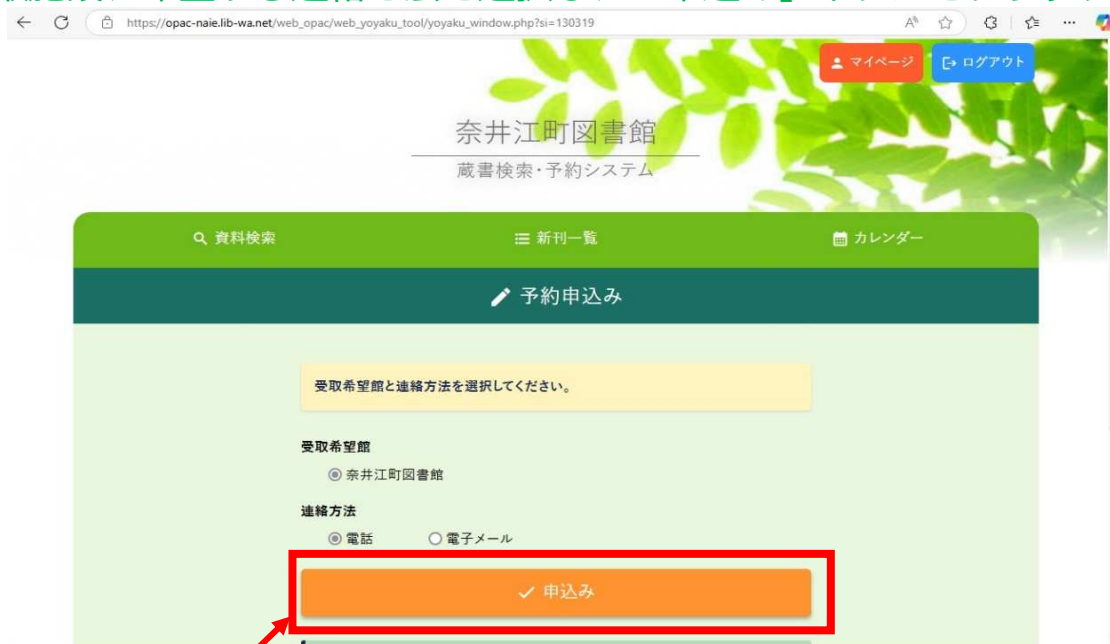 https://opac-naie.lib-wa.net/web_opac/web_yoyaku_tool/yoyaku_window.php?si=130319
マイページ
ログアウト
奈井江町図書館
蔵書検索・予約システム
資料検索
新刊一覧
カレンダー
予約申込み
受取希望館と連絡方法を選択してください。
受取希望館
奈井江町図書館
連絡方法
電話
電子メール
申込み